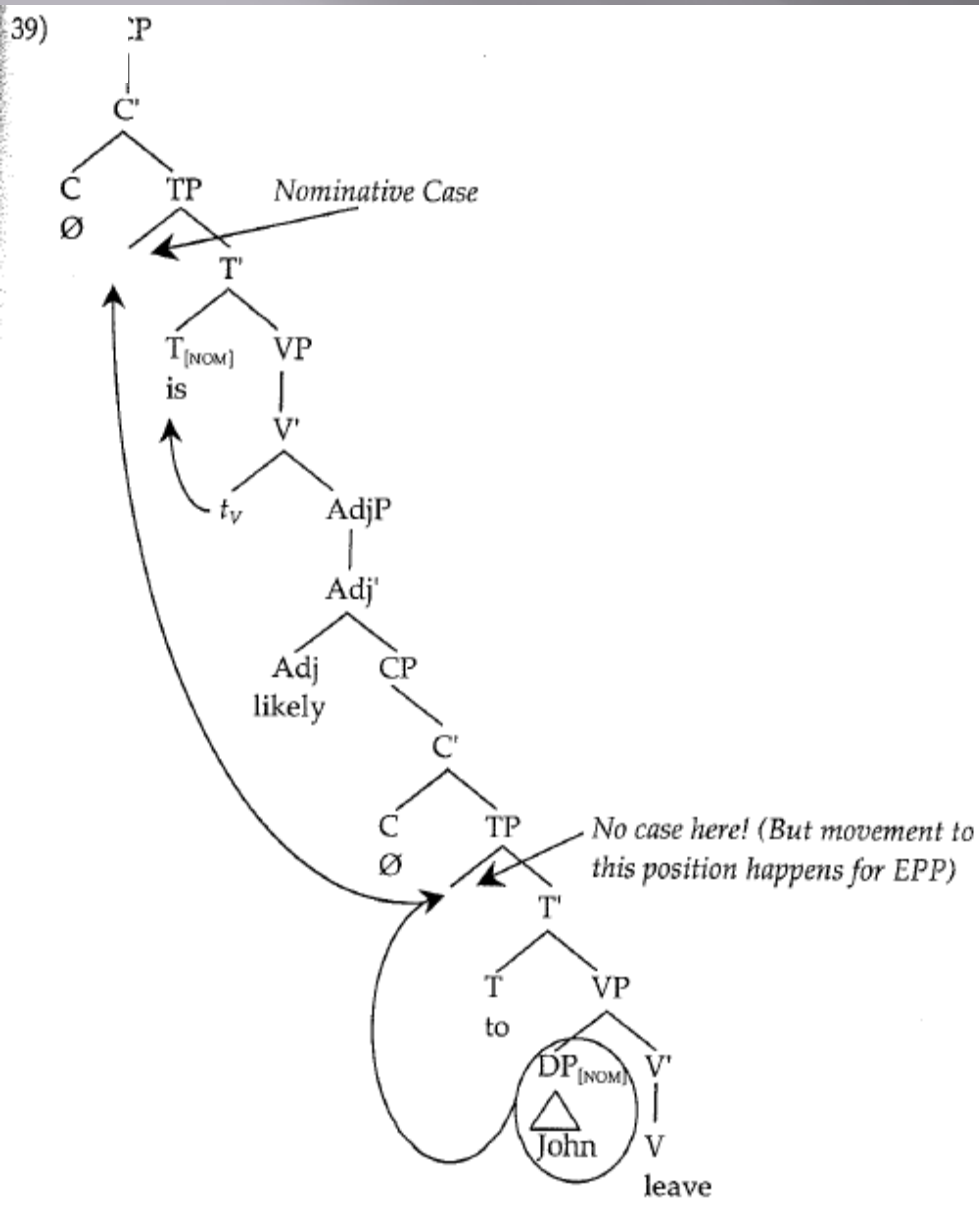 39) CP
C'
C TP Nominative Case
Ø
T'
T[NOM] VP
is
V'
tV AdjP
Adj'
Adj CP
likely
C'
C TP No case here! (But movement to
Ø this position happens for EPP)
T'
T VP
to
DP[NOM] V'
John V
leave